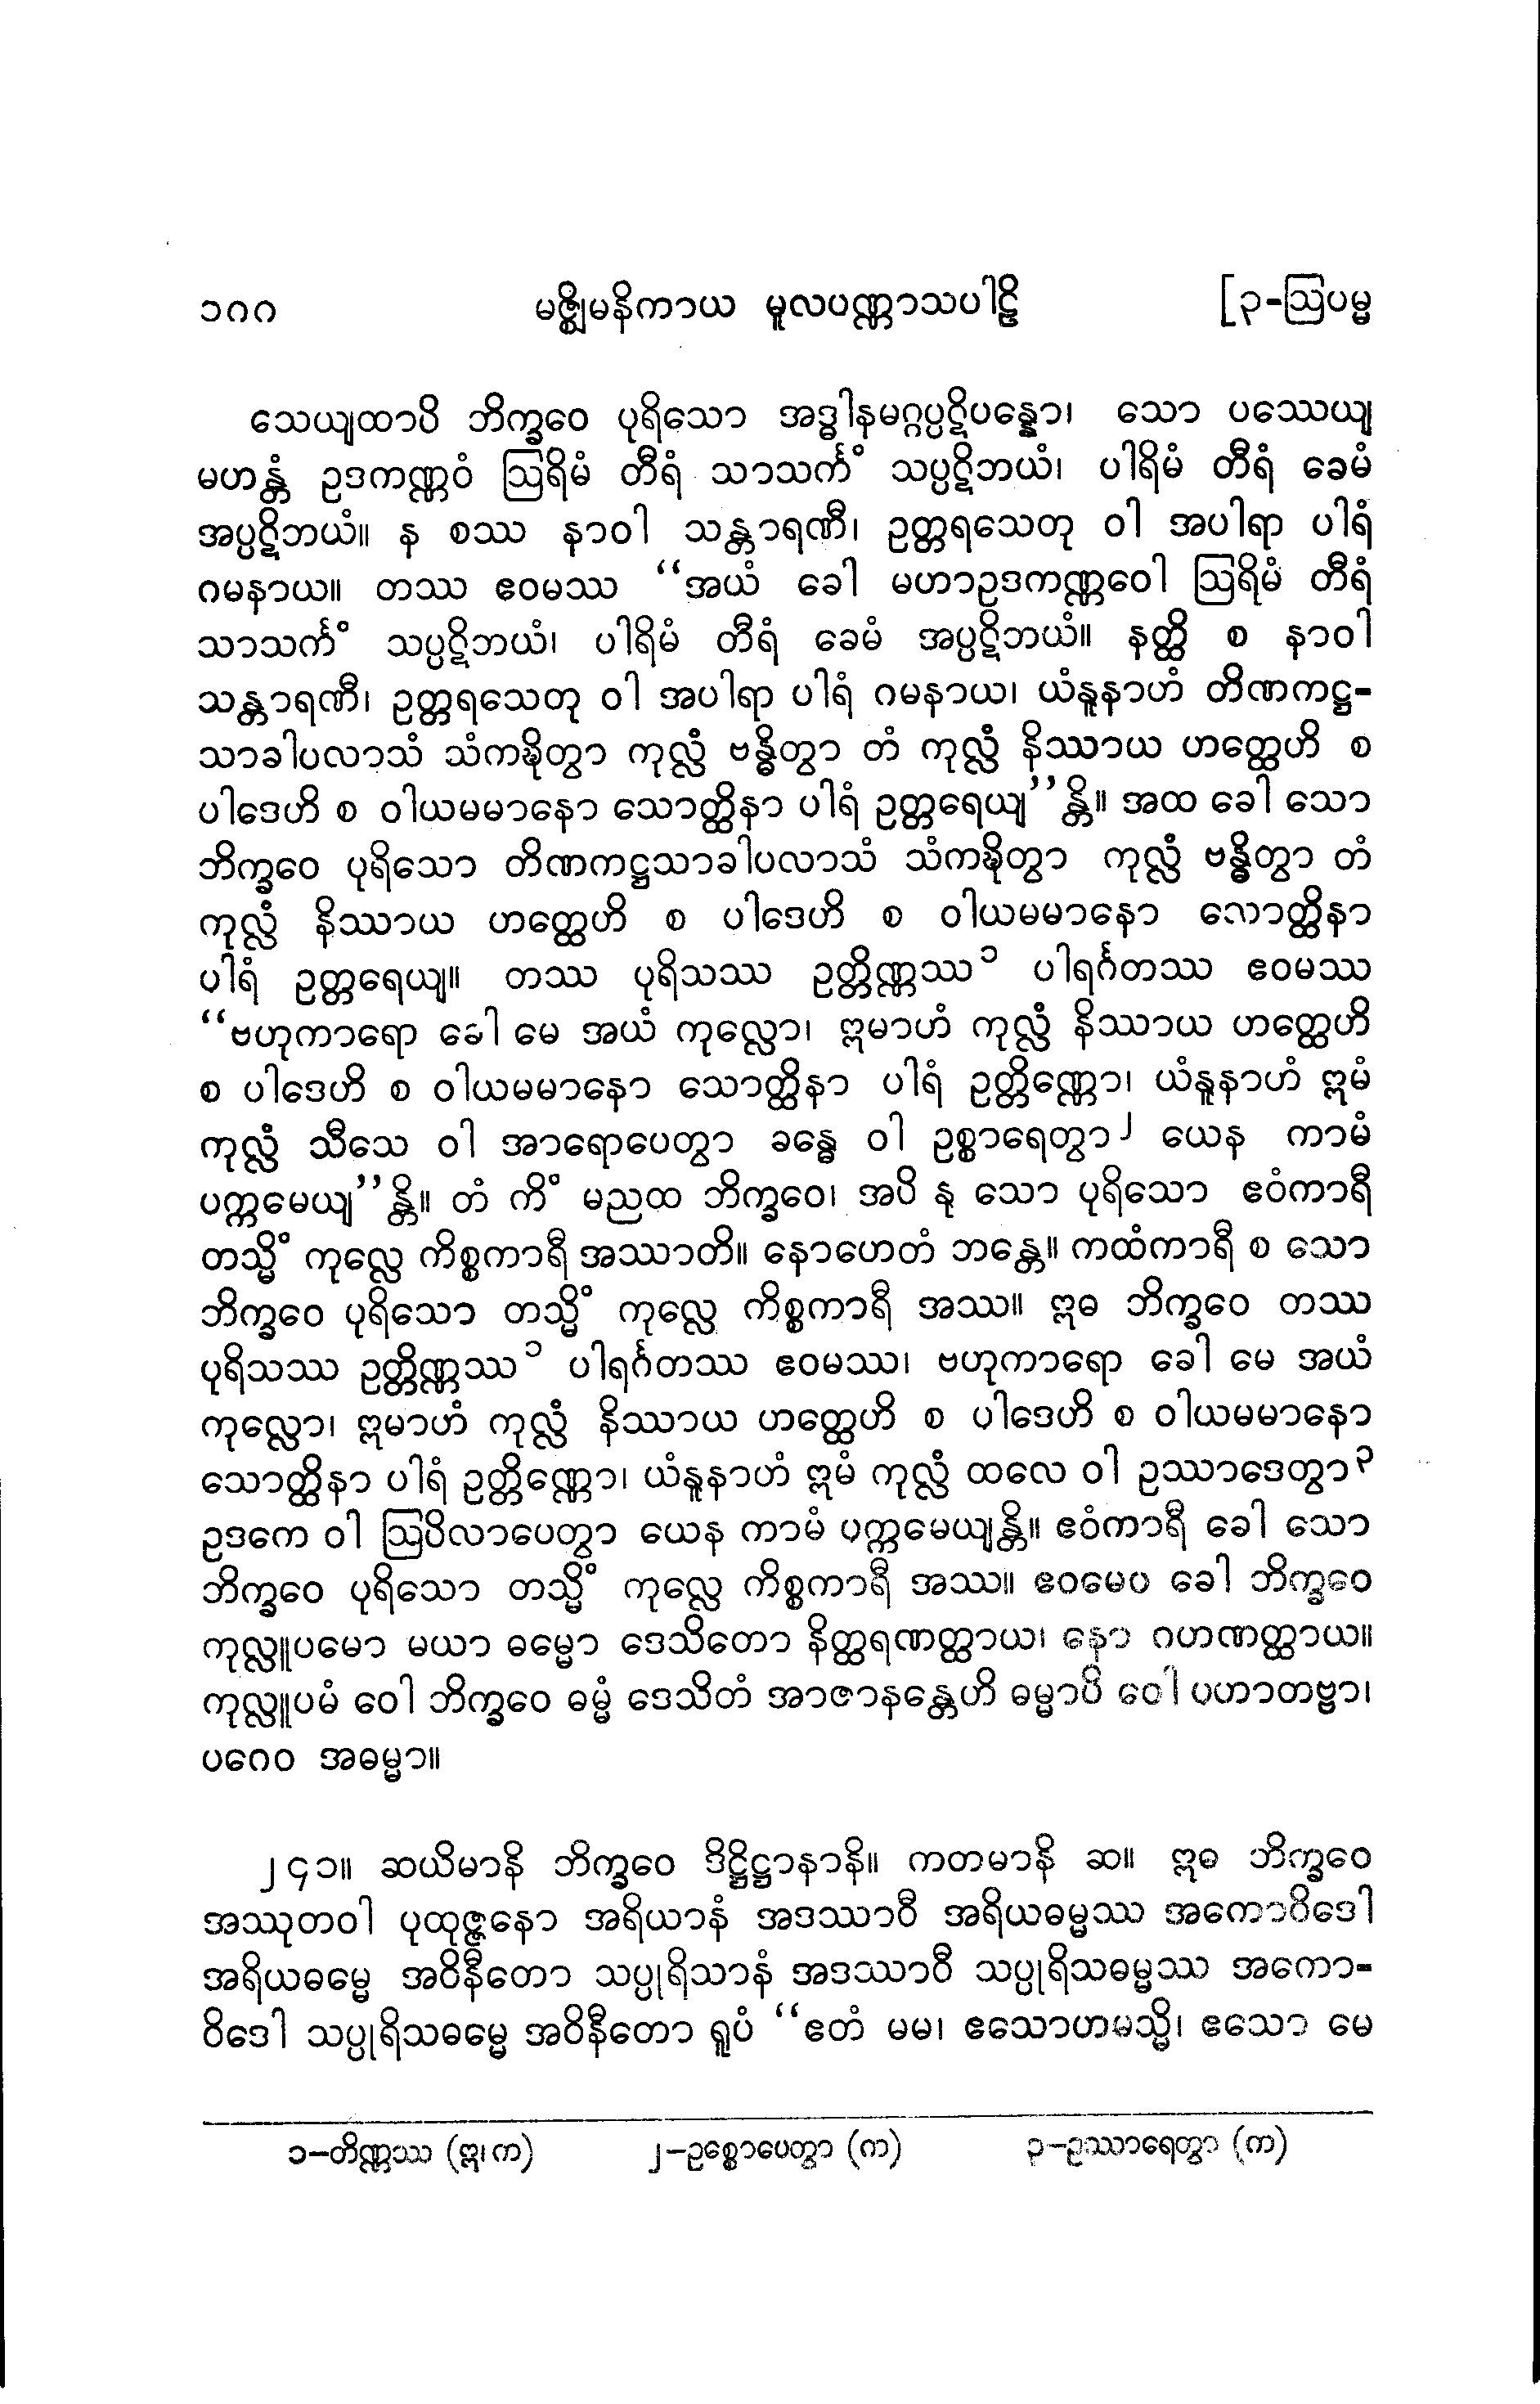 ၁၈၀ မဇ္ဈိမနိကာယ မူလပဏ္ဏာသပါဠိ [၃-ဩပမ္မ
သေယျထာပိ ဘိက္ခဝေ ပုရိသော အဒ္ဓါနမဂ္ဂပ္ပဋိပန္နော၊ သော ပဿေယျ
မဟန္တံ ဥဒကဏ္ဏဝံ ဩရိမံ တီရံ သာသင်္ကံ သပ္ပဋိဘယံ၊ ပါရိမံ တီရံ ခေမံ
အပ္ပဋိဘယံ။ န စဿ နာဝါ သန္တာရဏီ၊ ဥတ္တရသေတု ဝါ အပါရာ ပါရံ
ဂမနာယ။ တဿ ဧဝမဿ “အယံ ခေါ မဟာဥဒကဏ္ဏဝေါ ဩရိမံ တီရံ
သာသင်္ကံ သပ္ပဋိဘယံ၊ ပါရိမံ တီရံ ခေမံ အပ္ပဋိဘယံ။ နတ္ထိ စ နာဝါ
သန္တာရဏီ၊ ဥတ္တရသေတု ဝါ အပါရာ ပါရံ ဂမနာယ၊ ယံနူနာဟံ တိဏကဋ္ဌ-
သာခါပလာသံ သံကဍ္ဎိတွာ ကုလ္လံ ဗန္ဓိတွာ တံ ကုလ္လံ နိဿာယ ဟတ္ထေဟိ စ
ပါဒေဟိ စ ဝါယမမာနော သောတ္ထိနာ ပါရံ ဥတ္တရေယျ”န္တိ။ အထ ခေါ သော
ဘိက္ခဝေ ပုရိသော တိဏကဋ္ဌသာခါပလာသံ သံကဍ္ဎိတွာ ကုလ္လံ ဗန္ဓိတွာ တံ
ကုလ္လံ နိဿာယ ဟတ္ထေဟိ စ ပါဒေဟိ စ ဝါယမမာနော သောတ္ထိနာ
ပါရံ ဥတ္တရေယျ။ တဿ ပုရိသဿ ဥတ္တိဏ္ဏဿ၁ ပါရင်္ဂတဿ ဧဝမဿ
“ဗဟုကာရော ခေါ မေ အယံ ကုလ္လော၊ ဣမာဟံ ကုလ္လံ နိဿာယ ဟတ္ထေဟိ
စ ပါဒေဟိ စ ဝါယမမာနော သောတ္ထိနာ ပါရံ ဥတ္တိဏ္ဏော၊ ယံနူနာဟံ ဣမံ
ကုလ္လံ သီသေ ဝါ အာရောပေတွာ ခန္ဓေ ဝါ ဥစ္စာရေတွာ၂ ယေန ကာမံ
ပက္ကမေယျ”န္တိ။ တံ ကိံ မညထ ဘိက္ခဝေ၊ အပိ နု သော ပုရိသော ဧဝံကာရီ
တသ္မိံ ကုလ္လေ ကိစ္စကာရီ အဿာတိ။ နောဟေတံ ဘန္တေ။ ကထံကာရီ စ သော
ဘိက္ခဝေ ပုရိသော တသ္မိံ ကုလ္လေ ကိစ္စကာရီ အဿ။ ဣဓ ဘိက္ခဝေ တဿ
ပုရိသဿ ဥတ္တိဏ္ဏဿ၁ ပါရင်္ဂတဿ ဧဝမဿ၊ ဗဟုကာရော ခေါ မေ အယံ
ကုလ္လော၊ ဣမာဟံ ကုလ္လံ နိဿာယ ဟတ္ထေဟိ စ ပါဒေဟိ စ ဝါယမမာနော
သောတ္ထိနာ ပါရံ ဥတ္တိဏ္ဏော၊ ယံနူနာဟံ ဣမံ ကုလ္လံ ထလေ ဝါ ဥဿာဒေတွာ၃
ဥဒကေ ဝါ ဩပိလာပေတွာ ယေန ကာမံ ပက္ကမေယျန္တိ။ ဧဝံကာရီ ခေါ သော
ဘိက္ခဝေ ပုရိသော တသ္မိံ ကုလ္လေ ကိစ္စကာရီ အဿ။ ဧဝမေဝ ခေါ ဘိက္ခဝေ
ကုလ္လူပမော မယာ ဓမ္မော ဒေသိတော နိတ္ထရဏတ္ထာယ၊ နော ဂဟဏတ္ထာယ။
ကုလ္လူပမံ ဝေါ ဘိက္ခဝေ ဓမ္မံ ဒေသိတံ အာဇာနန္တေဟိ ဓမ္မာပိ ဝေါ ပဟာတဗ္ဗာ၊
ပဂေဝ အဓမ္မာ။
၂၄၁။ ဆယိမာနိ ဘိက္ခဝေ ဒိဋ္ဌိဋ္ဌာနာနိ။ ကတမာနိ ဆ။ ဣဓ ဘိက္ခဝေ
အဿုတဝါ ပုထုဇ္ဇနော အရိယာနံ အဒဿာဝီ အရိယဓမ္မဿ အကောဝိဒေါ
အရိယဓမ္မေ အဝိနီတော သပ္ပုရိသာနံ အဒဿာဝီ သပ္ပုရိသဓမ္မဿ အကော-
ဝိဒေါ သပ္ပုရိသဓမ္မေ အဝိနီတော ရူပံ “ဧတံ မမ၊ ဧသောဟမသ္မိ၊ ဧသော မေ
၁-တိဏ္ဏဿ (ဣ၊က) ၂-ဥစ္စောပေတွာ (က) ၃-ဥဿာရေတွာ (က)